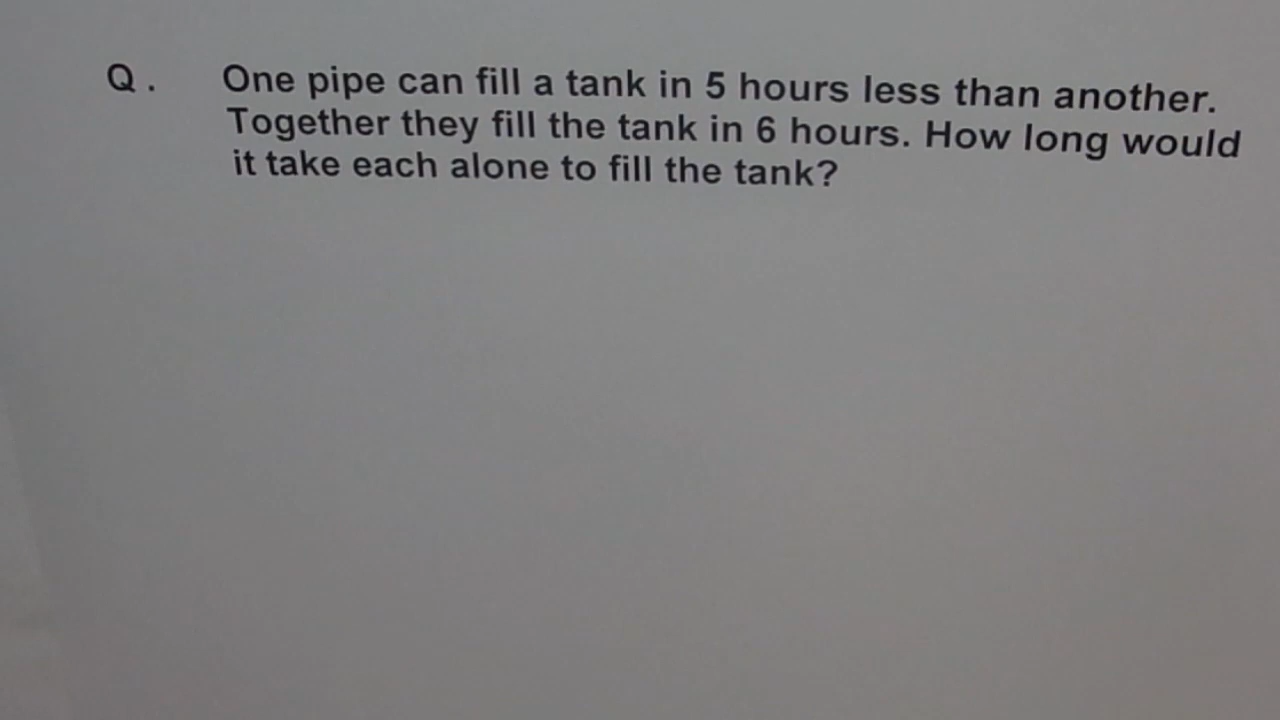 Q. One pipe can fill a tank in 5 hours less than another.
Together they fill the tank in 6 hours. How long would
it take each alone to fill the tank?